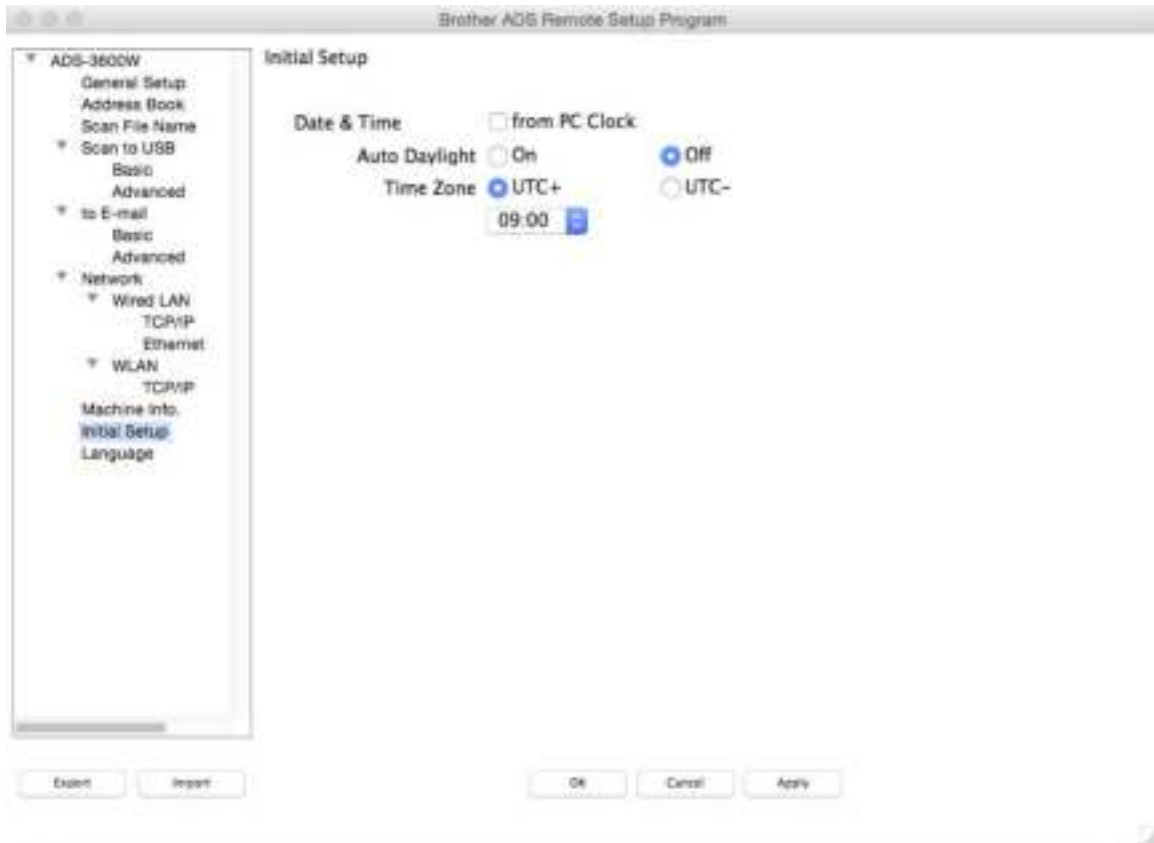 Brother ADS Remote Setup Program
ADS-3600W
General Setup
Address Book
Scan File Name
Scan to USB
Basic
Advanced
to E-mail
Basic
Advanced
Network
Wired LAN
TCP/IP
Ethernet
WLAN
TCP/IP
Machine Info.
Initial Setup
Language
Initial Setup
Date & Time from PC Clock
Auto Daylight On Off
Time Zone UTC+ UTC-
09:00
Export Import OK Cancel Apply